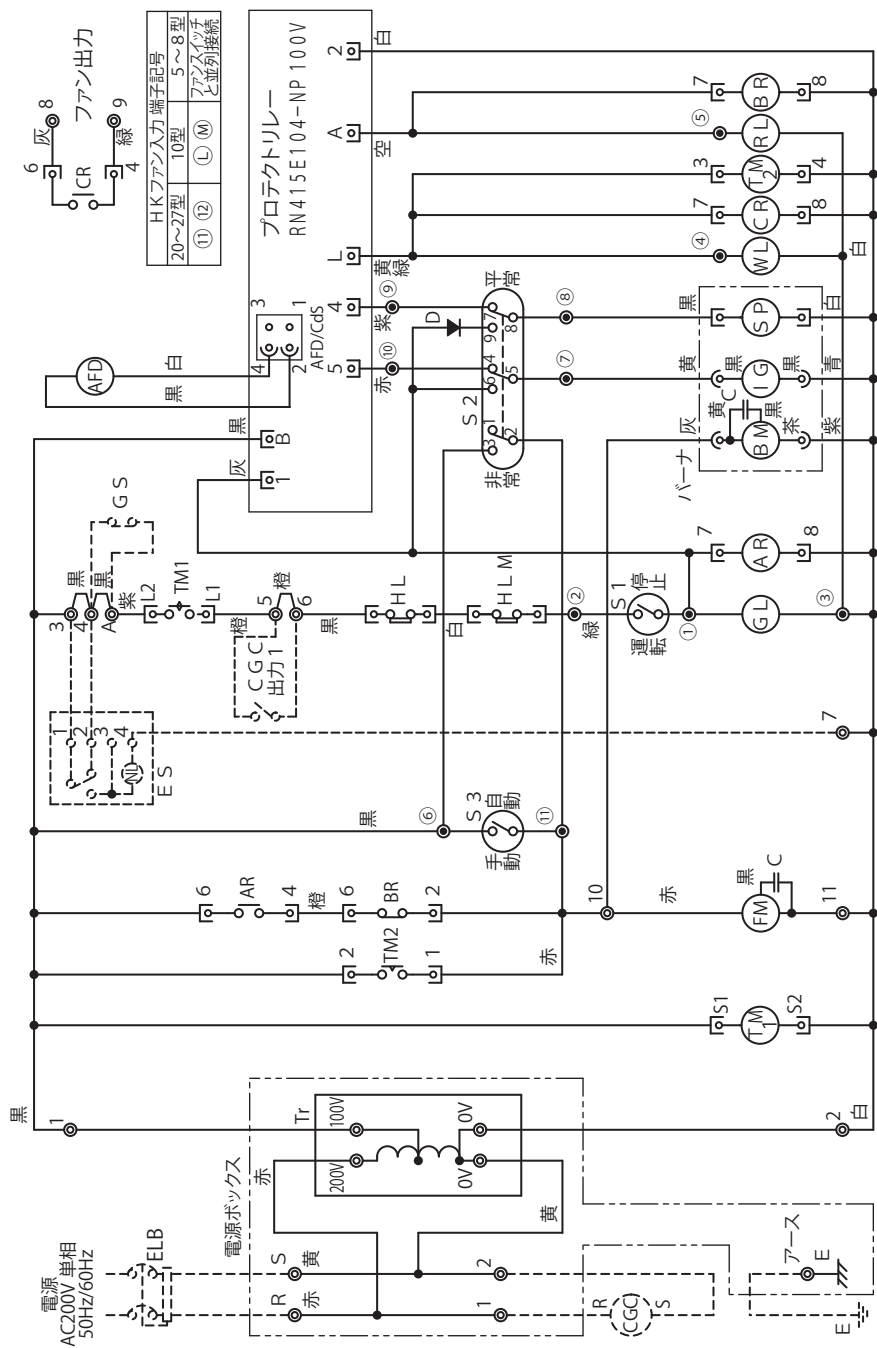 電源
AC200V 単相
50Hz/60Hz
ELB
R
赤
S
黄
電源ボックス
赤
黄
Tr
200V
100V
0V
0V
1
2
R
CGC
S
アース
E
E
黒
1
2
白
S1
TM1
S2
2
TM2
1
赤
6
AR
4
橙
6
BR
2
10
赤
FM
黒
C
11
黒
⑥
S3
手動
自動
⑪
1
2
3
4
NL
ES
7
3
4
A
黒
黒
紫
GS
L2
TM1
L1
橙
5
6
橙
CGC
出力1
黒
HL
白
HLM
②
緑
S1
運転
停止
①
GL
③
7
AR
8
黒
B
灰
1
AFD
白
黒
4
3
2
1
AFD/CdS
プロテクトリレー
RN415E104-NP 100V
5
4
L
A
2
赤
⑩
紫
⑨
黄緑
空
白
D
S2
非常
平常
3
1
2
6
4
5
9
7
8
⑦
⑧
バーナ
灰
黄
C
黒
BM
茶
紫
黄
黒
IG
黒
青
黒
SP
白
④
WL
白
7
CR
8
3
TM2
4
⑤
RL
7
BR
8
6
灰
8
CR
ファン出力
4
緑
9
HKファン入力 端子記号
20～27型
10型
5～8型
⑪ ⑫
Ⓛ Ⓜ
ファンスイッチ
と並列接続